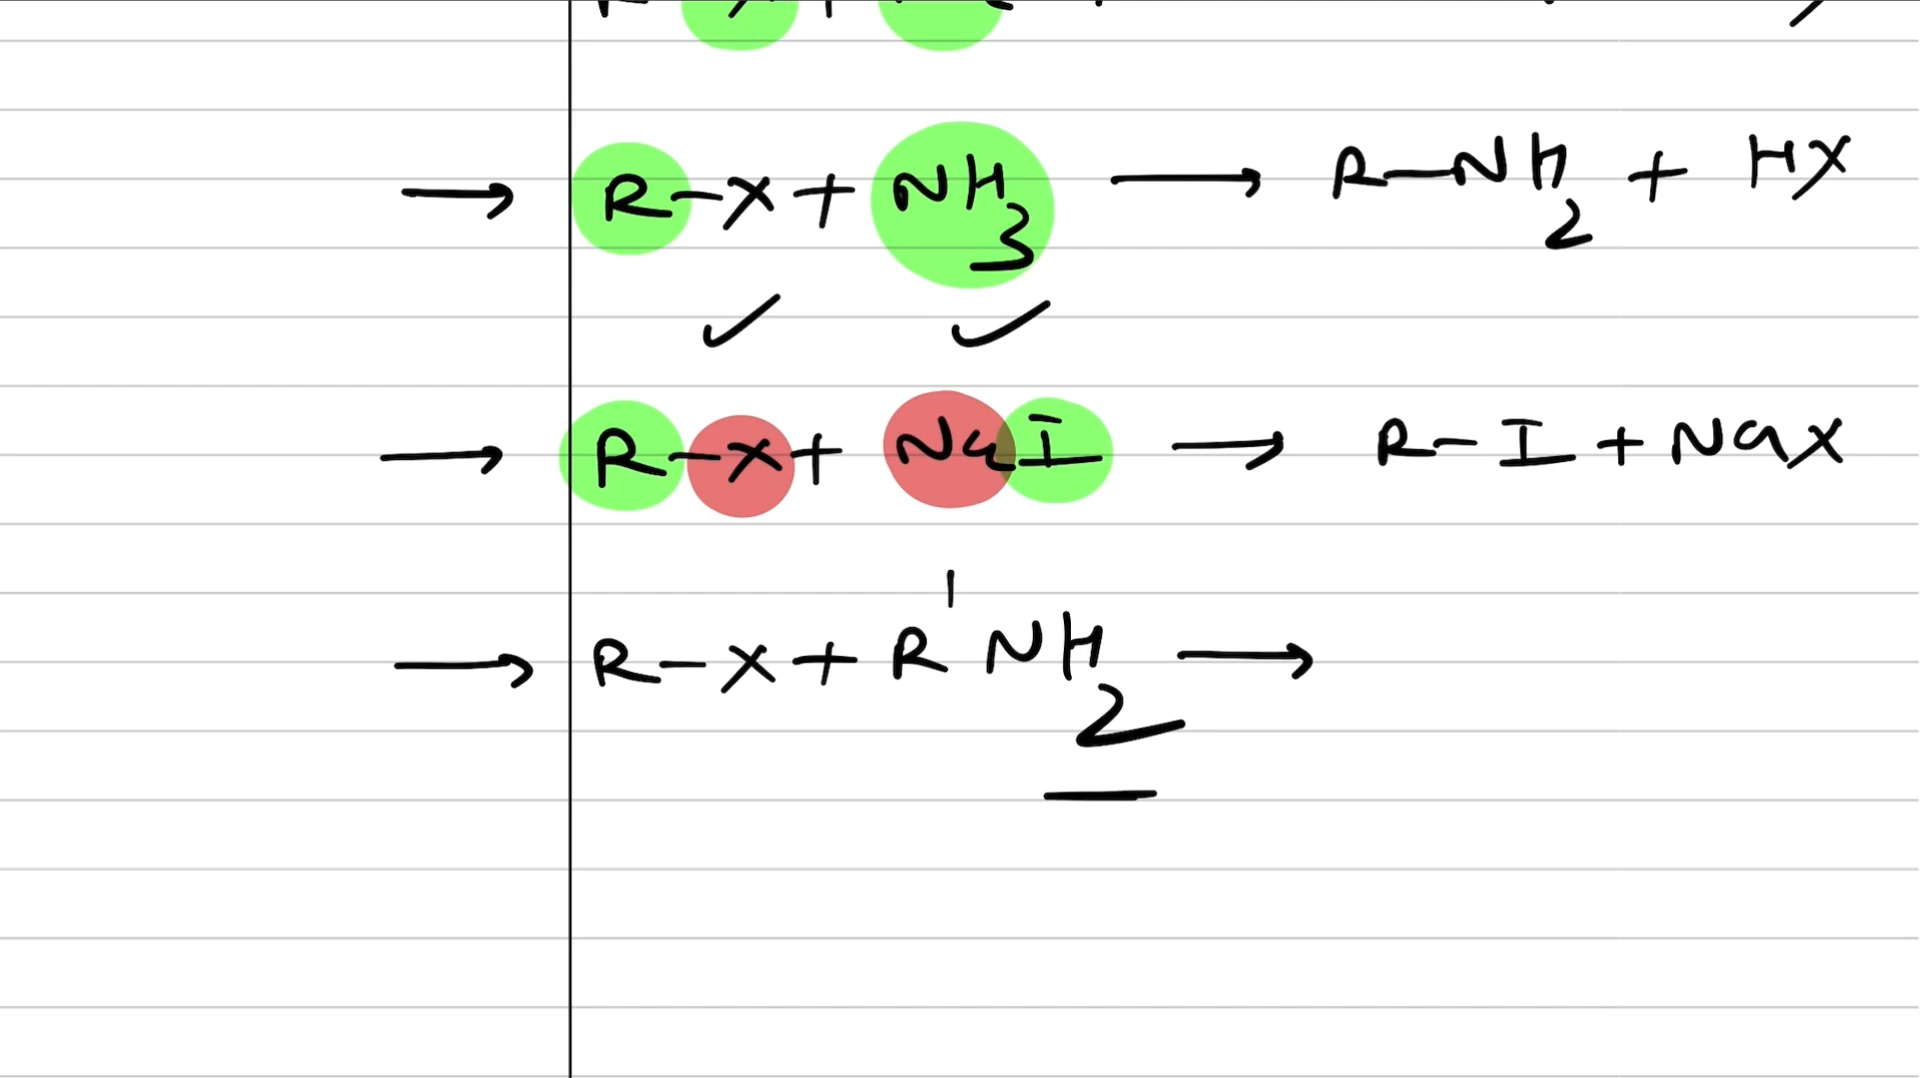 → R-X + NH3 → R-NH2 + HX
✓ ✓
→ R-X + NaI → R-I + NaX
→ R-X + R'NH2 →